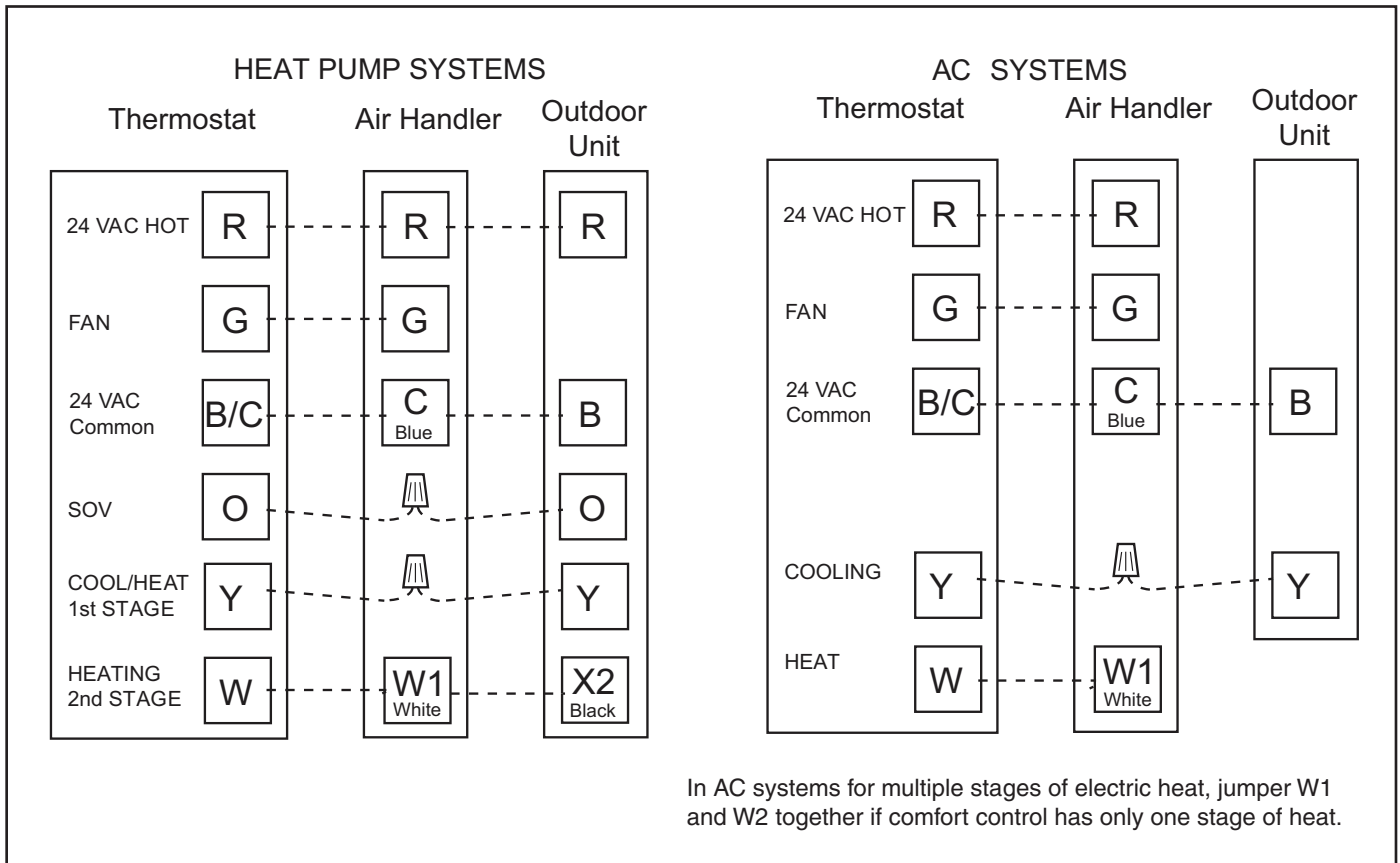 HEAT PUMP SYSTEMS
Thermostat Air Handler Outdoor
Unit
24 VAC HOT R R R
FAN G G
24 VAC
Common B/C C B
Blue
SOV O O
COOL/HEAT
1st STAGE Y Y
HEATING
2nd STAGE W W1 X2
White Black
AC SYSTEMS
Thermostat Air Handler Outdoor
Unit
24 VAC HOT R R
FAN G G
24 VAC
Common B/C C B
Blue
COOLING Y Y
HEAT W W1
White
In AC systems for multiple stages of electric heat, jumper W1
and W2 together if comfort control has only one stage of heat.